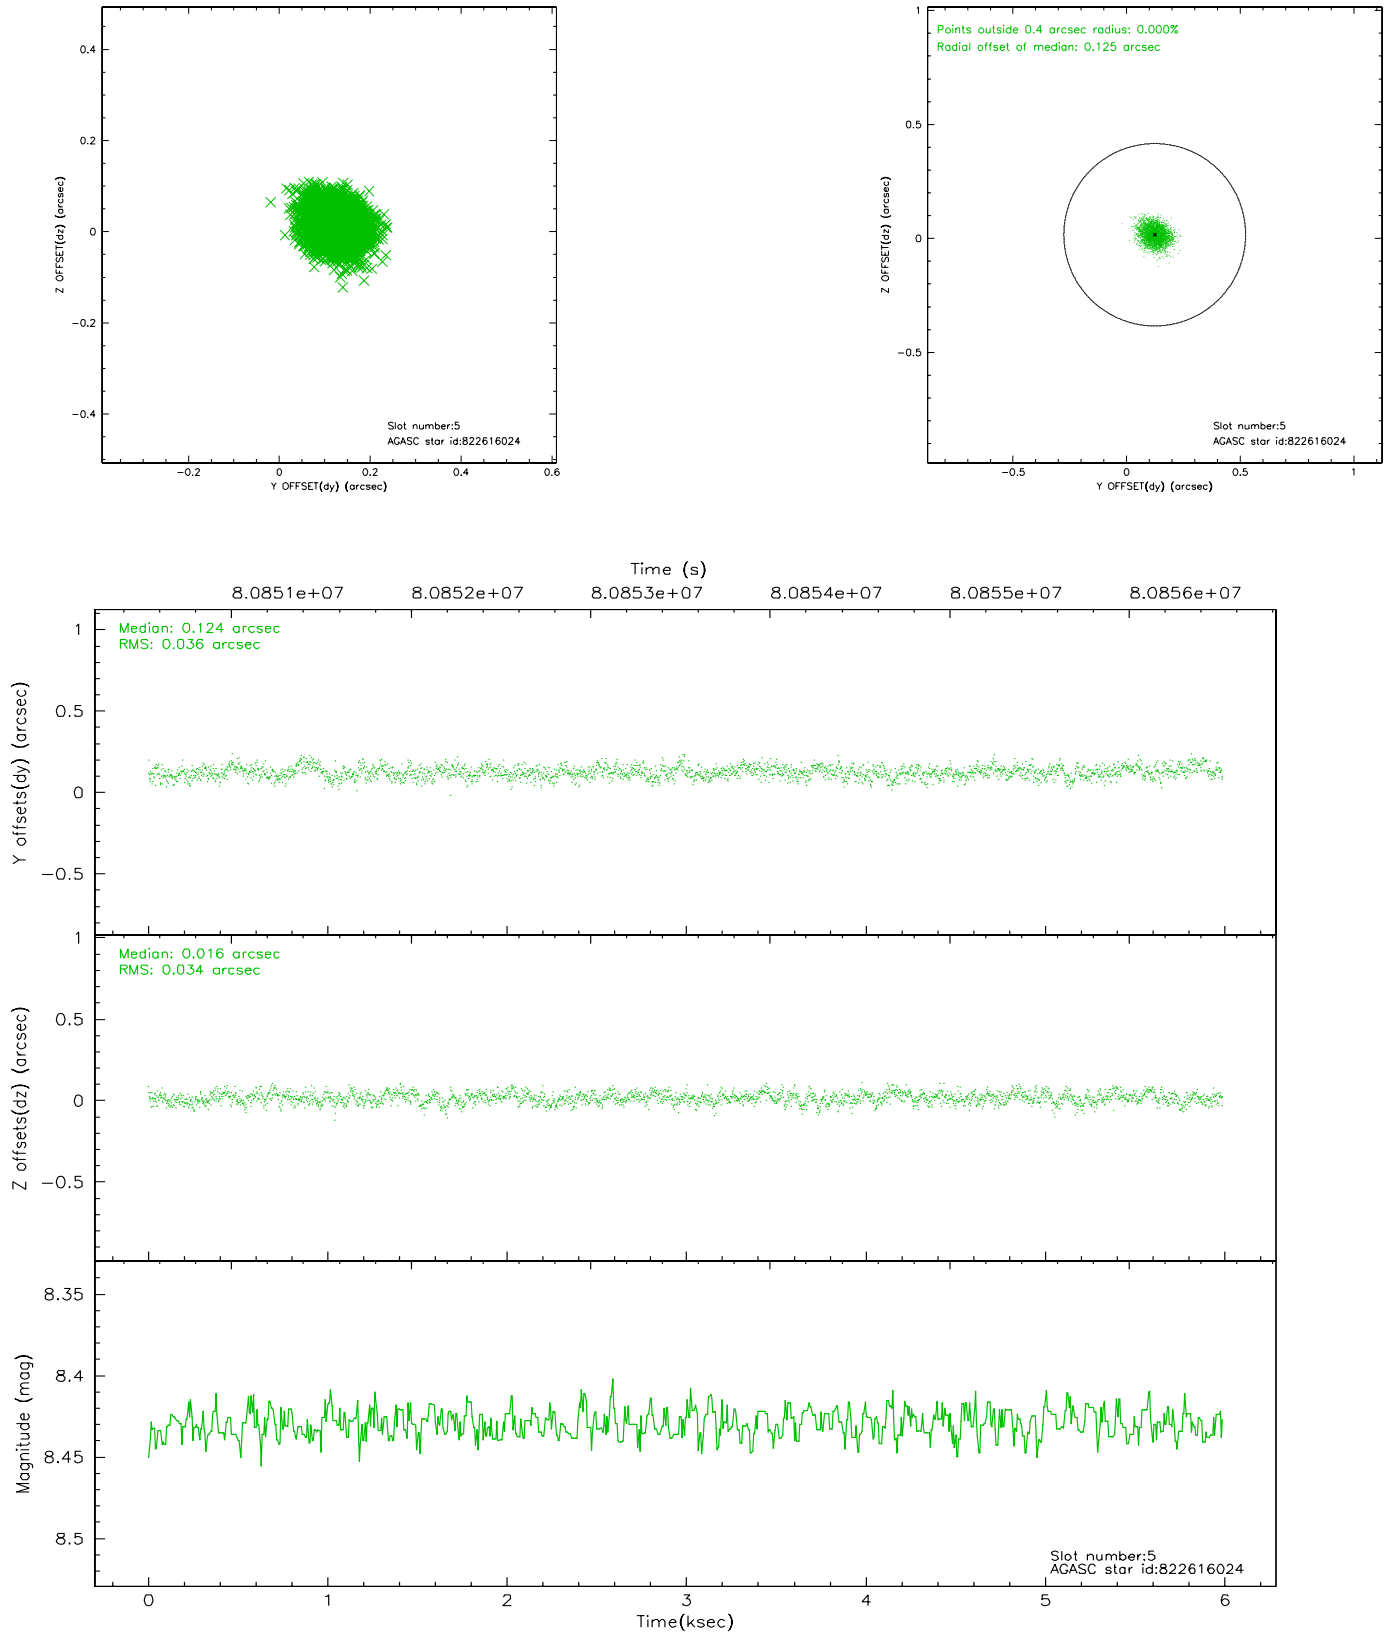 0.4
0.2
0
−0.2
−0.4
Z OFFSET(dz) (arcsec)
Slot number:5
AGASC star id:822616024
−0.2 0 0.2 0.4 0.6
Y OFFSET(dy) (arcsec)
Points outside 0.4 arcsec radius: 0.000%
Radial offset of median: 0.125 arcsec
1
0.5
0
−0.5
Z OFFSET(dz) (arcsec)
Slot number:5
AGASC star id:822616024
−0.5 0 0.5 1
Y OFFSET(dy) (arcsec)
Time (s)
8.0851e+07 8.0852e+07 8.0853e+07 8.0854e+07 8.0855e+07 8.0856e+07
Median: 0.124 arcsec
RMS: 0.036 arcsec
1
0.5
0
−0.5
Y offsets(dy) (arcsec)
Median: 0.016 arcsec
RMS: 0.034 arcsec
1
0.5
0
−0.5
Z offsets(dz) (arcsec)
8.35
8.4
8.45
8.5
Magnitude (mag)
Slot number:5
AGASC star id:822616024
0 1 2 3 4 5 6
Time(ksec)